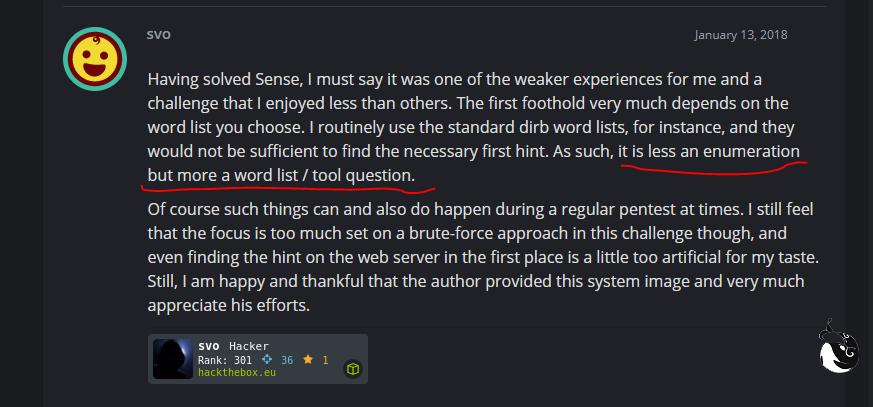 svo
January 13, 2018
Having solved Sense, I must say it was one of the weaker experiences for me and a
challenge that I enjoyed less than others. The first foothold very much depends on the
word list you choose. I routinely use the standard dirb word lists, for instance, and they
would not be sufficient to find the necessary first hint. As such, it is less an enumeration
but more a word list / tool question.
Of course such things can and also do happen during a regular pentest at times. I still feel
that the focus is too much set on a brute-force approach in this challenge though, and
even finding the hint on the web server in the first place is a little too artificial for my taste.
Still, I am happy and thankful that the author provided this system image and very much
appreciate his efforts.
svo Hacker
Rank: 301 36 1
hackthebox.eu